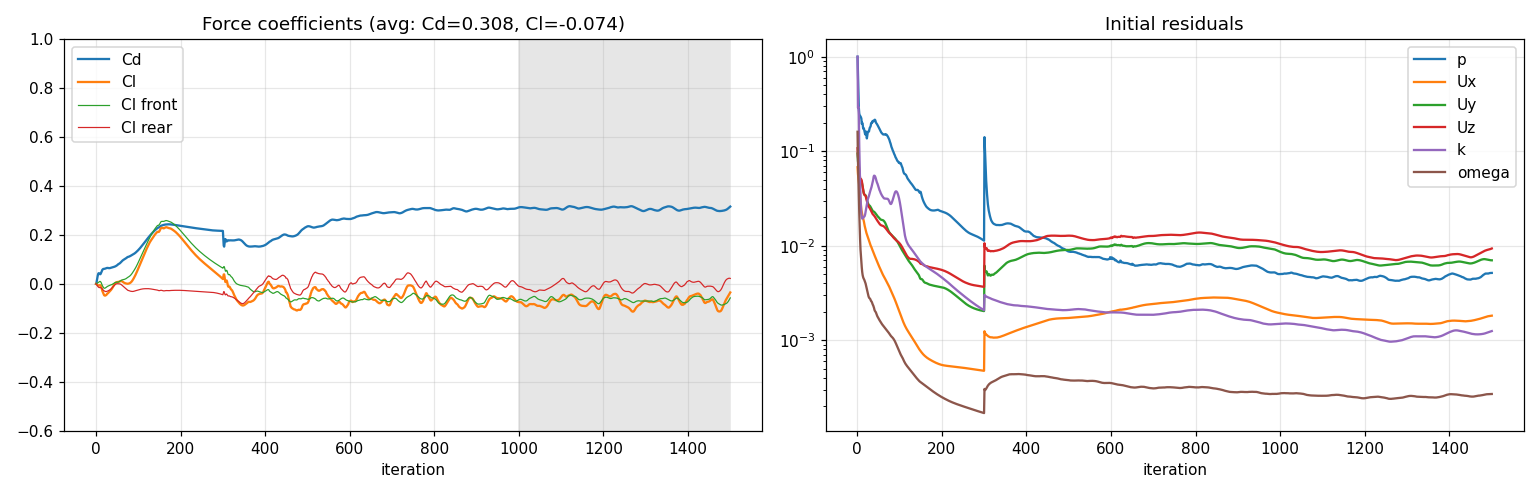 Force coefficients (avg: Cd=0.308, Cl=-0.074)
1.0
0.8
0.6
0.4
0.2
0.0
−0.2
−0.4
−0.6
0 200 400 600 800 1000 1200 1400
iteration
Cd
Cl
Cl front
Cl rear
Initial residuals
10⁰
10⁻¹
10⁻²
10⁻³
0 200 400 600 800 1000 1200 1400
iteration
p
Ux
Uy
Uz
k
omega